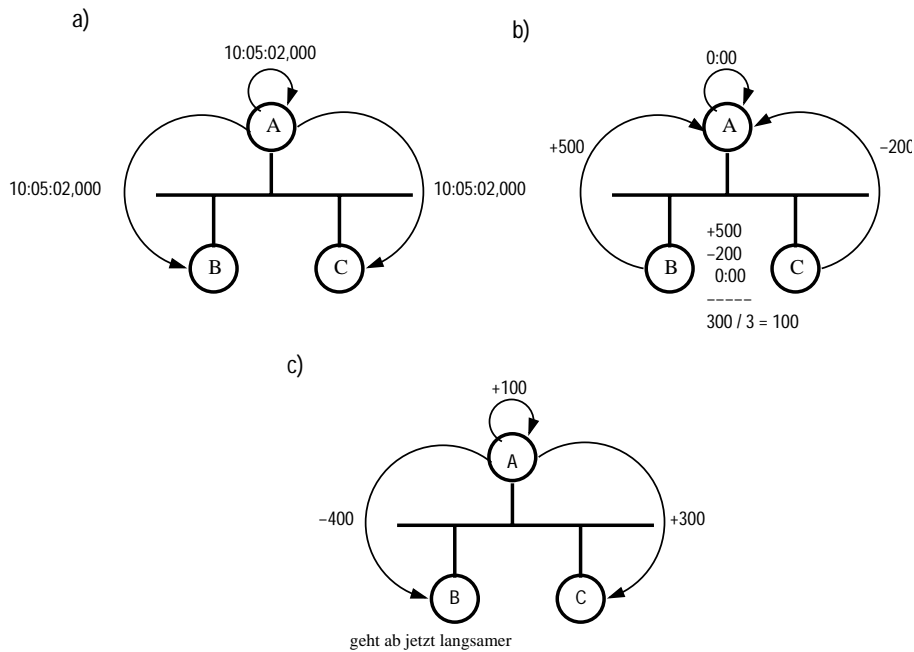 a)
10:05:02,000
A
10:05:02,000
10:05:02,000
B
C
b)
0:00
A
+500
−200
B
C
+500
−200
0:00
−−−−−
300 / 3 = 100
c)
+100
A
−400
+300
B
C
geht ab jetzt langsamer